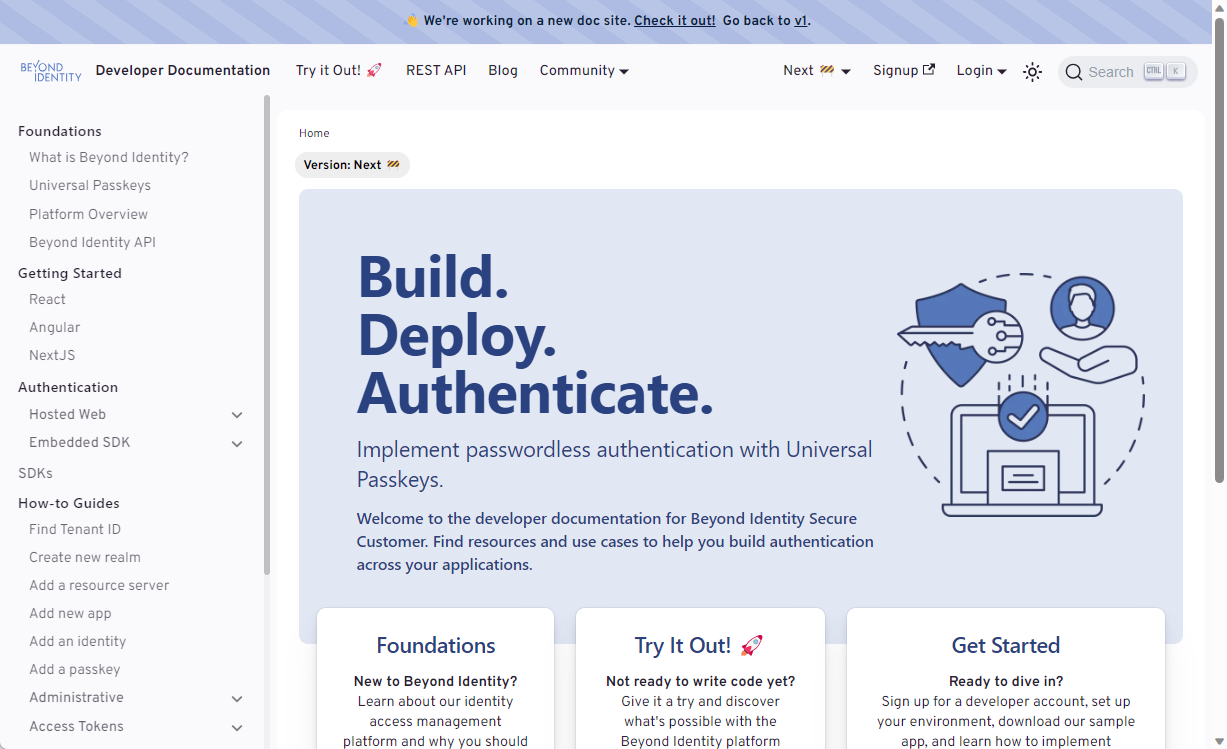 👋 We're working on a new doc site. Check it out! Go back to v1.
BEYOND IDENTITY
Developer Documentation
Try it Out! 🚀
REST API
Blog
Community
Next 🚧
Signup
Login
Search
CTRL K
Foundations
What is Beyond Identity?
Universal Passkeys
Platform Overview
Beyond Identity API
Getting Started
React
Angular
NextJS
Authentication
Hosted Web
Embedded SDK
SDKs
How-to Guides
Find Tenant ID
Create new realm
Add a resource server
Add new app
Add an identity
Add a passkey
Administrative
Access Tokens
Home
Version: Next 🚧
Build.
Deploy.
Authenticate.
Implement passwordless authentication with Universal
Passkeys.
Welcome to the developer documentation for Beyond Identity Secure
Customer. Find resources and use cases to help you build authentication
across your applications.
Foundations
New to Beyond Identity?
Learn about our identity
access management
platform and why you should
Try It Out! 🚀
Not ready to write code yet?
Give it a try and discover
what's possible with the
Beyond Identity platform
Get Started
Ready to dive in?
Sign up for a developer account, set up
your environment, download our sample
app, and learn how to implement